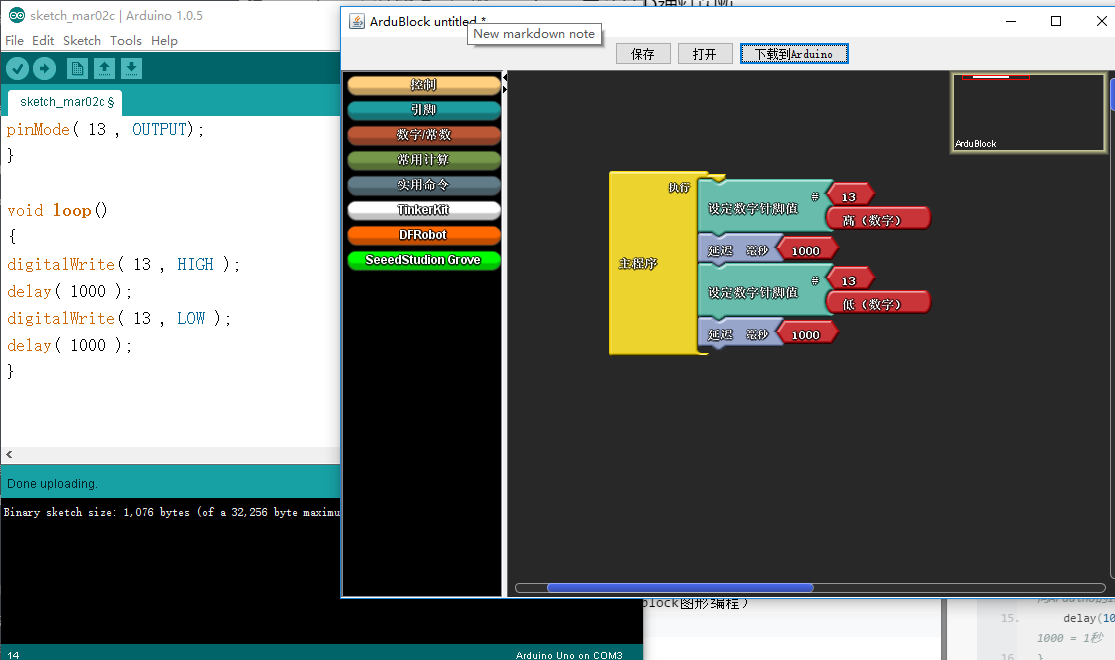 sketch_mar02c | Arduino 1.0.5
File Edit Sketch Tools Help
sketch_mar02c §
pinMode( 13 , OUTPUT);
}
void loop()
{
digitalWrite( 13 , HIGH );
delay( 1000 );
digitalWrite( 13 , LOW );
delay( 1000 );
}
Done uploading.
Binary sketch size: 1,076 bytes (of a 32,256 byte
14
Arduino Uno on COM3
ArduBlock untitled *
New markdown note
保存 打开 下载到Arduino
控制
引脚
数字/常数
常用计算
实用命令
TinkerKit
DFRobot
SeeedStudion Grove
ArduBlock
主程序
执行
设定数字针脚值 # 13
高（数字）
延迟 毫秒 1000
设定数字针脚值 # 13
低（数字）
延迟 毫秒 1000
lock图形编程）
15. delay(10
1000 = 1秒
16. }